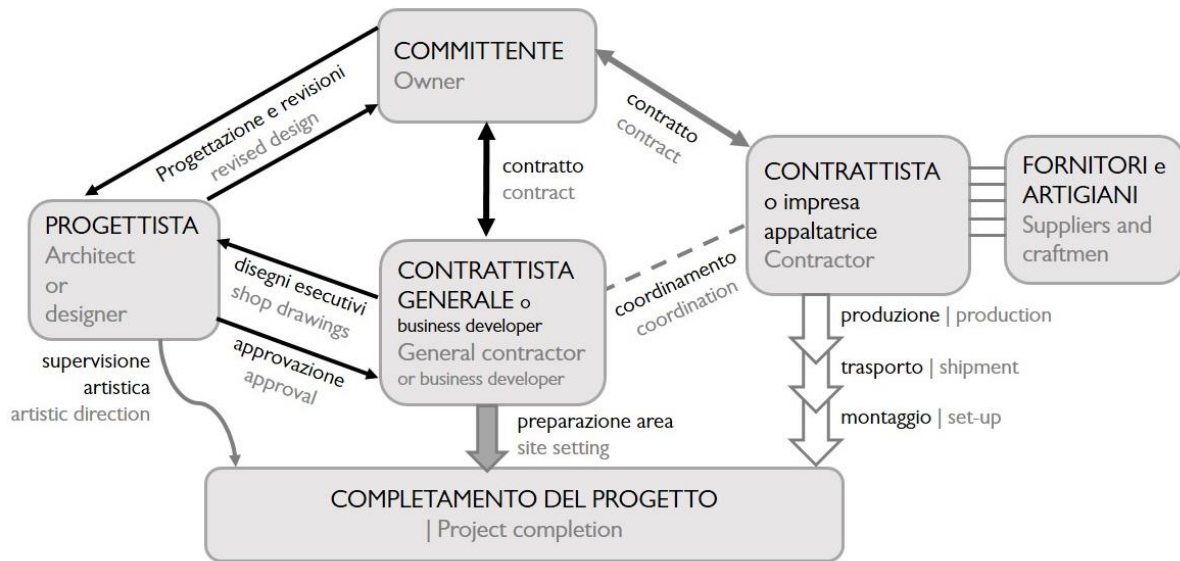 COMMITTENTE
Owner
Progettazione e revisioni
revised design
contratto
contract
contratto
contract
PROGETTISTA
Architect
or
designer
disegni esecutivi
shop drawings
approvazione
approval
CONTRATTISTA
GENERALE o
business developer
General contractor
or business developer
coordinamento
coordination
CONTRATTISTA
o impresa
appaltatrice
Contractor
FORNITORI e
ARTIGIANI
Suppliers and
craftmen
supervisione
artistica
artistic direction
preparazione area
site setting
produzione | production
trasporto | shipment
montaggio | set-up
COMPLETAMENTO DEL PROGETTO
| Project completion